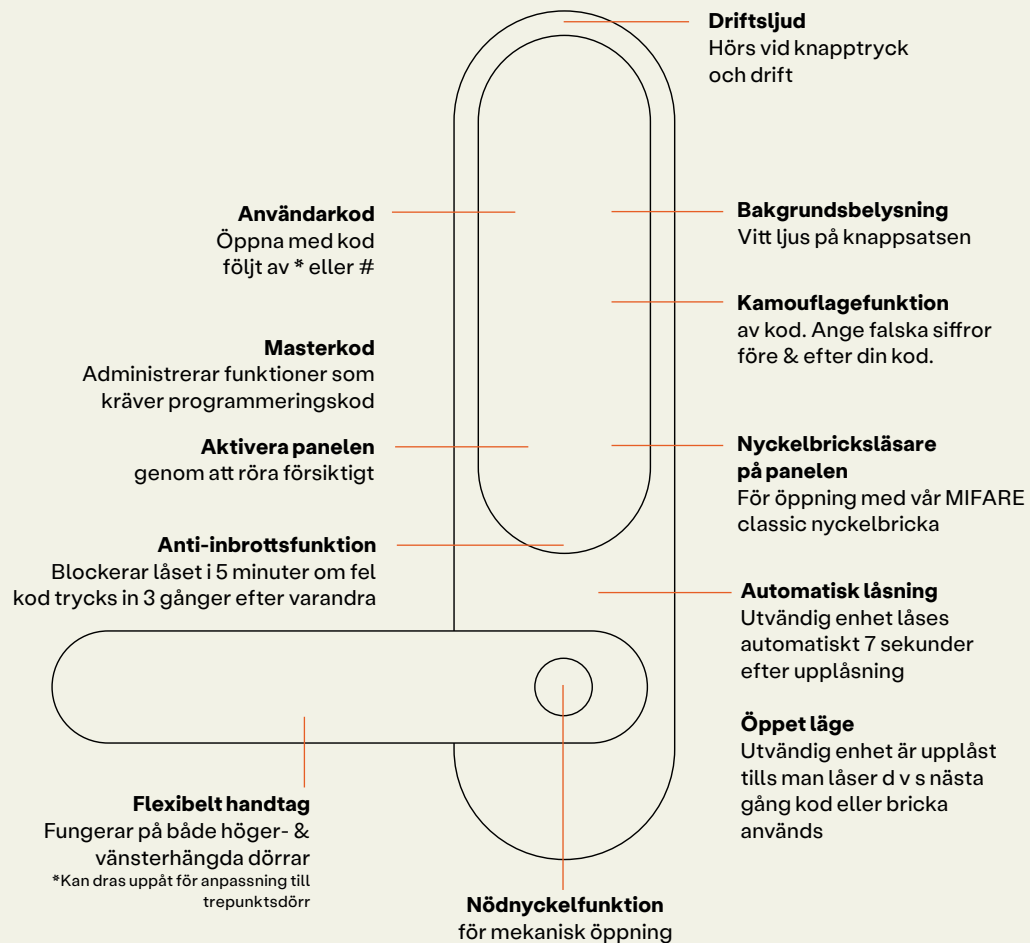 Driftsljud
Hörs vid knapptryck
och drift
Användarkod
Öppna med kod
följt av * eller #
Masterkod
Administrerar funktioner som
kräver programmeringskod
Aktivera panelen
genom att röra försiktigt
Anti-inbrottsfunktion
Blockerar låset i 5 minuter om fel
kod trycks in 3 gånger efter varandra
Bakgrundsbelysning
Vitt ljus på knappsatsen
Kamouflagefunktion
av kod. Ange falska siffror
före & efter din kod.
Nyckelbricksläsare
på panelen
För öppning med vår MIFARE
classic nyckelbricka
Automatisk låsning
Utvändig enhet låses
automatiskt 7 sekunder
efter upplåsning
Öppet läge
Utvändig enhet är upplåst
tills man låser d v s nästa
gång kod eller bricka
används
Flexibelt handtag
Fungerar på både höger- &
vänsterhängda dörrar
*Kan dras uppåt för anpassning till
trepunktsdörr
Nödnyckelfunktion
för mekanisk öppning